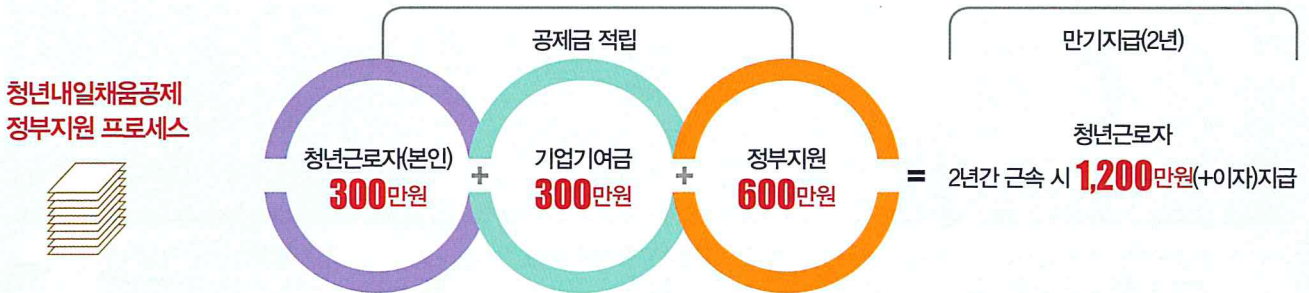 청년내일채움공제
정부지원 프로세스
공제금 적립
청년근로자(본인)
300만원
+
기업기여금
300만원
+
정부지원
600만원
=
만기지급(2년)
청년근로자
2년간 근속 시 1,200만원(+이자)지급